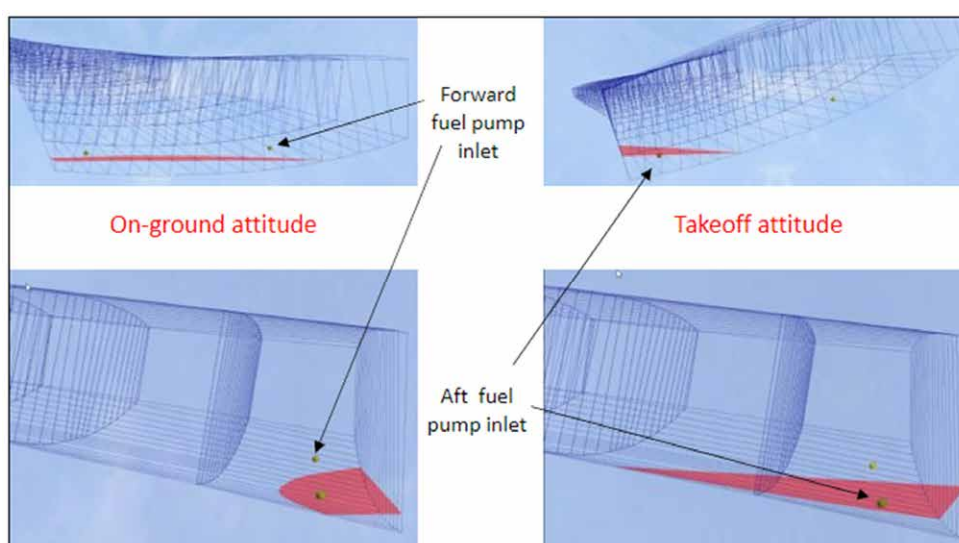 Forward
fuel pump
inlet
On-ground attitude
Takeoff attitude
Aft fuel
pump inlet